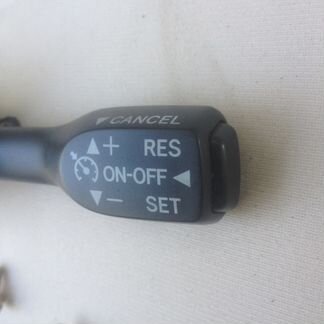 CANCEL
+ RES
ON-OFF
- SET